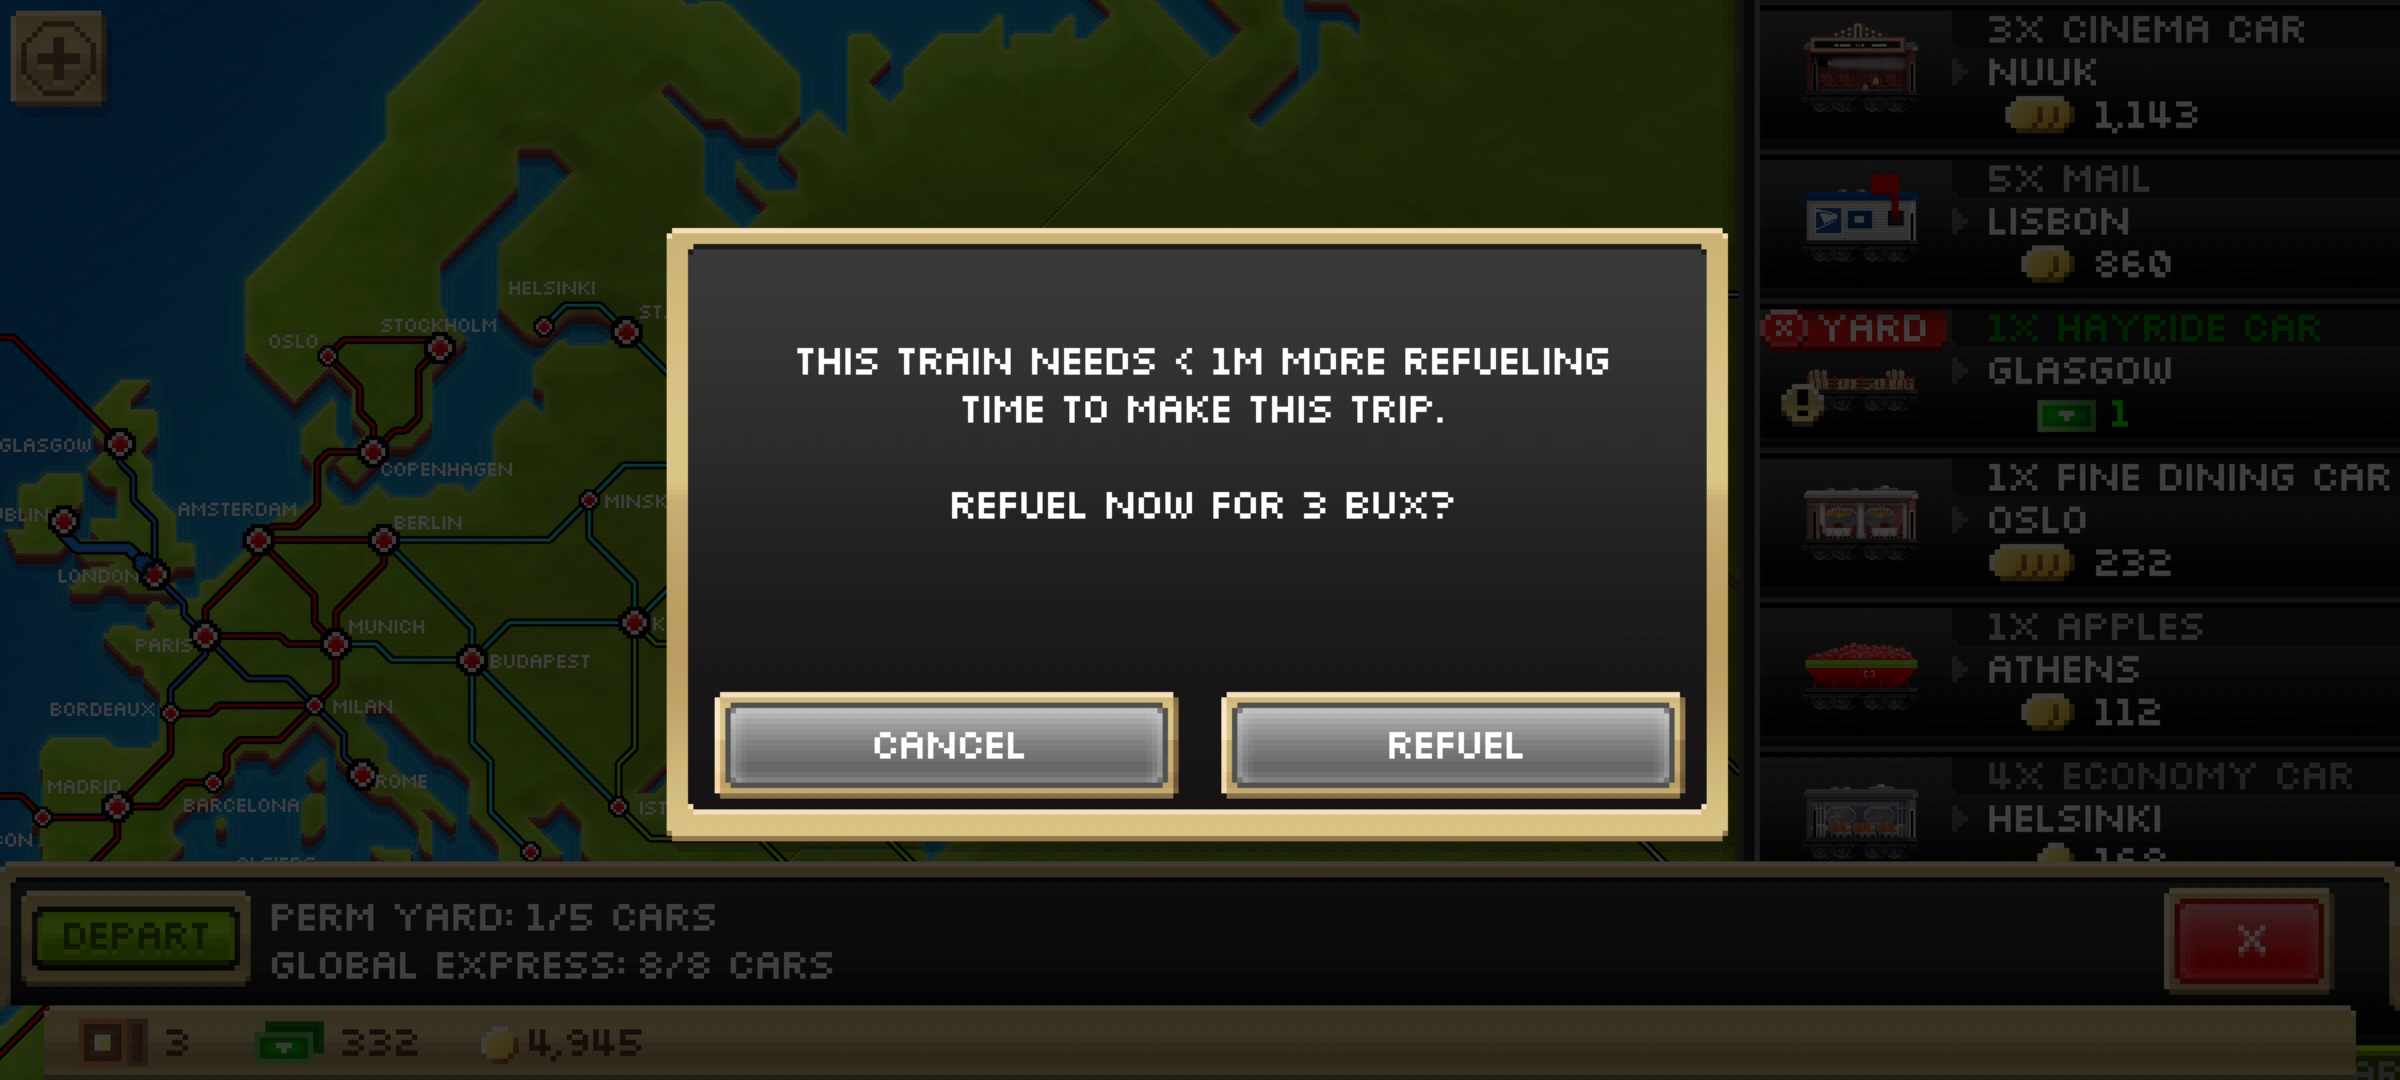 3X CINEMA CAR
NUUK
1,143
5X MAIL
LISBON
860
YARD
1X HAYRIDE CAR
GLASGOW
1
1X FINE DINING CAR
OSLO
232
1X APPLES
ATHENS
112
4X ECONOMY CAR
HELSINKI
HELSINKI
ST.
OSLO
STOCKHOLM
GLASGOW
COPENHAGEN
AMSTERDAM
BERLIN
MINSK
BLIN
LONDON
PARIS
MUNICH
K
BUDAPEST
BORDEAUX
MILAN
MADRID
BARCELONA
ROME
IST
ON
THIS TRAIN NEEDS < 1M MORE REFUELING
TIME TO MAKE THIS TRIP.
REFUEL NOW FOR 3 BUX?
CANCEL
REFUEL
DEPART
PERM YARD: 1/5 CARS
GLOBAL EXPRESS: 8/8 CARS
X
3
332
4,945